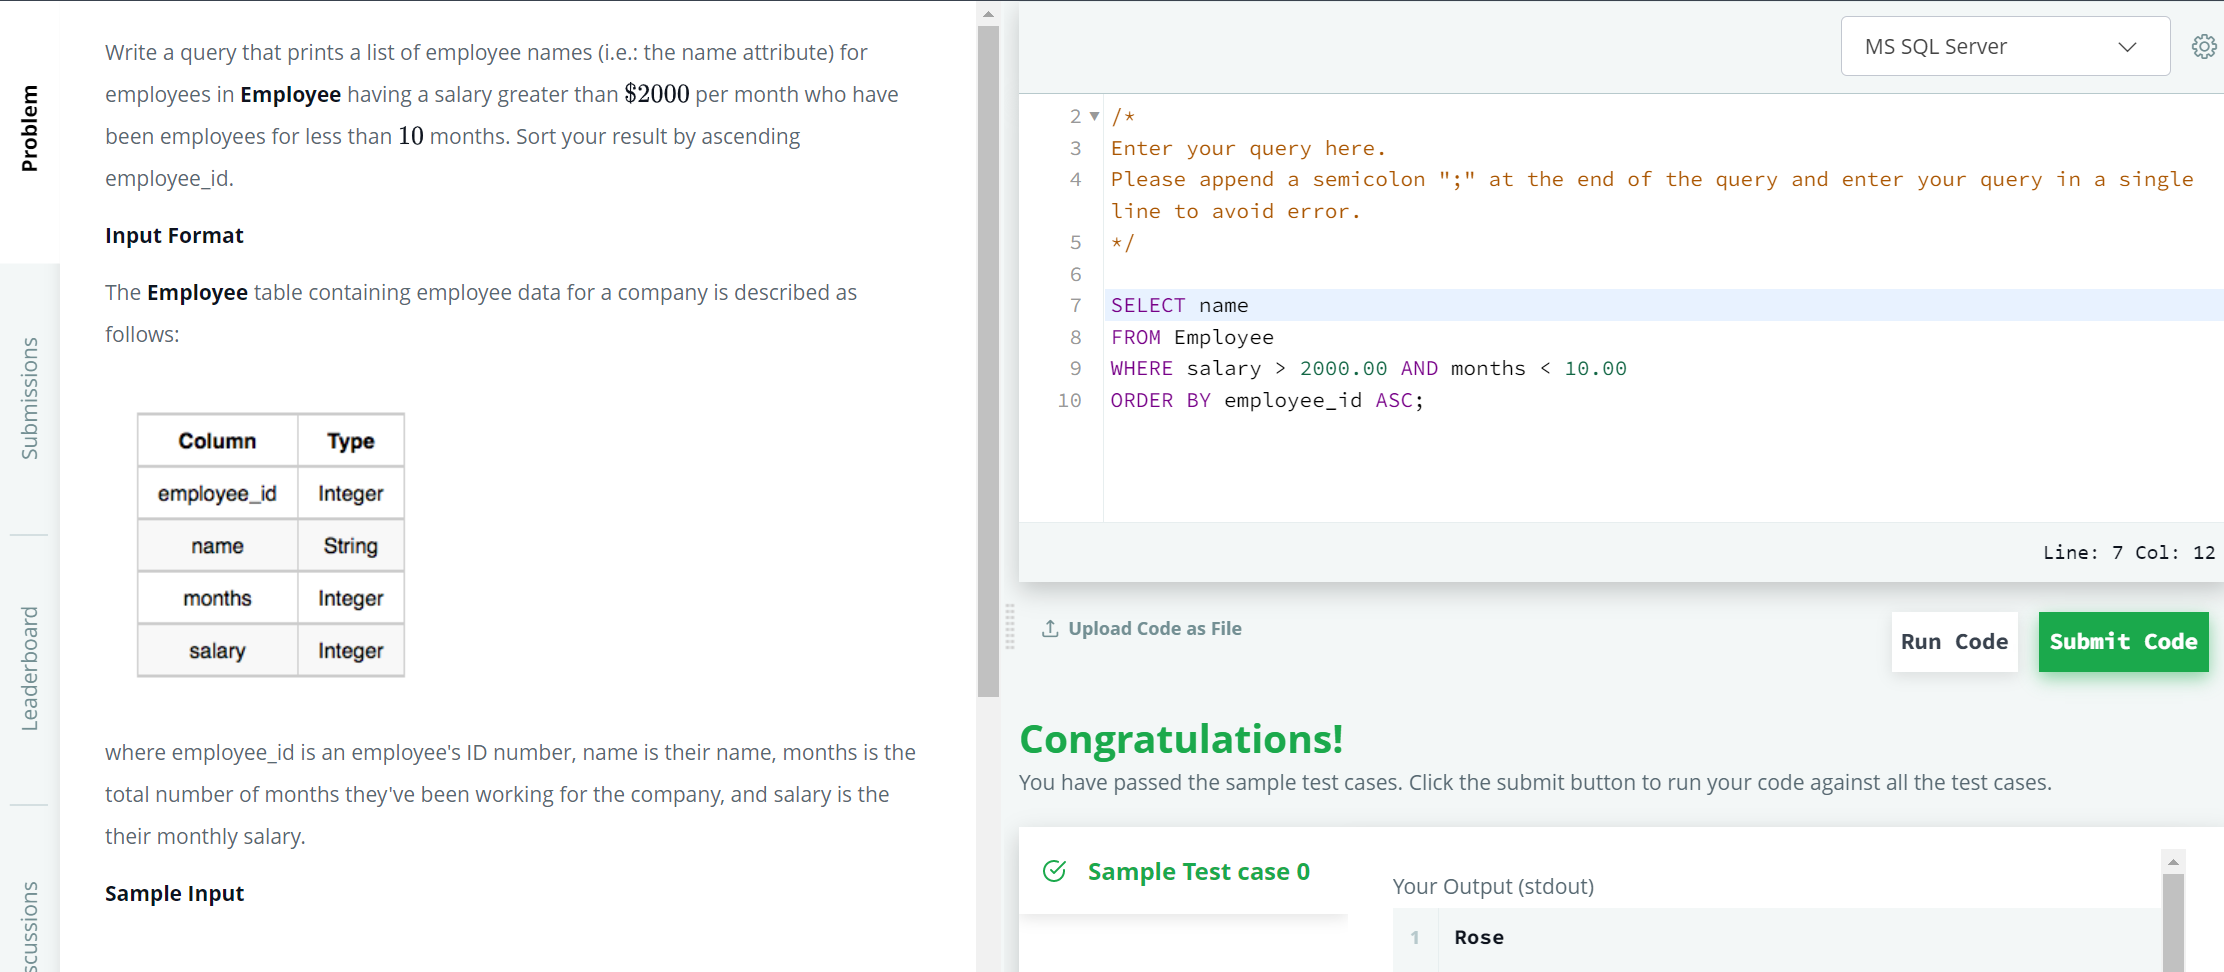 Problem
Submissions
Leaderboard
scussions
Write a query that prints a list of employee names (i.e.: the name attribute) for
employees in Employee having a salary greater than $2000 per month who have
been employees for less than 10 months. Sort your result by ascending
employee_id.
Input Format
The Employee table containing employee data for a company is described as
follows:
Column Type
employee_id Integer
name String
months Integer
salary Integer
where employee_id is an employee's ID number, name is their name, months is the
total number of months they've been working for the company, and salary is the
their monthly salary.
Sample Input
MS SQL Server
2 /*
3 Enter your query here.
4 Please append a semicolon ";" at the end of the query and enter your query in a single
line to avoid error.
5 */
6
7 SELECT name
8 FROM Employee
9 WHERE salary > 2000.00 AND months < 10.00
10 ORDER BY employee_id ASC;
Line: 7 Col: 12
Upload Code as File
Run Code
Submit Code
Congratulations!
You have passed the sample test cases. Click the submit button to run your code against all the test cases.
Sample Test case 0
Your Output (stdout)
1 Rose